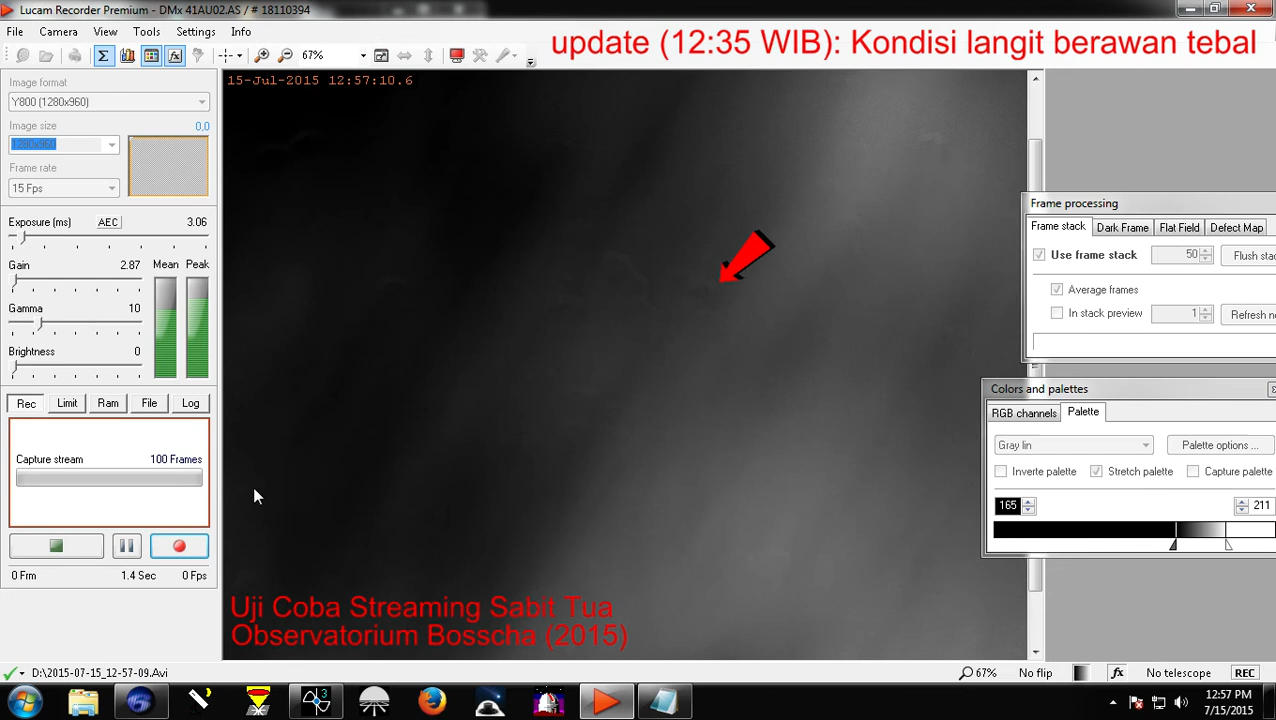 Lucam Recorder Premium - DMx 41AU02.AS / # 18110394
File Camera View Tools Settings Info
67%
update (12:35 WIB): Kondisi langit berawan tebal
Image format
Y800 (1280x960)
Image size 0,0
1280x960
Frame rate
15 Fps
Exposure (ms) AEC 3.06
Gain 2.87 Mean Peak
Gamma 10
Brightness 0
Rec Limit Ram File Log
Capture stream 100 Frames
0 Frm 1.4 Sec 0 Fps
15-Jul-2015 12:57:10.6
Uji Coba Streaming Sabit Tua
Observatorium Bosscha (2015)
Frame processing
Frame stack Dark Frame Flat Field Defect Map
Use frame stack 50 Flush stac
Average frames
In stack preview 1 Refresh no
Colors and palettes
RGB channels Palette
Gray lin Palette options ...
Inverte palette Stretch palette Capture palette
165 211
D:\2015-07-15_12-57-09.Avi 67% No flip fx No telescope REC
3
12:57 PM
7/15/2015